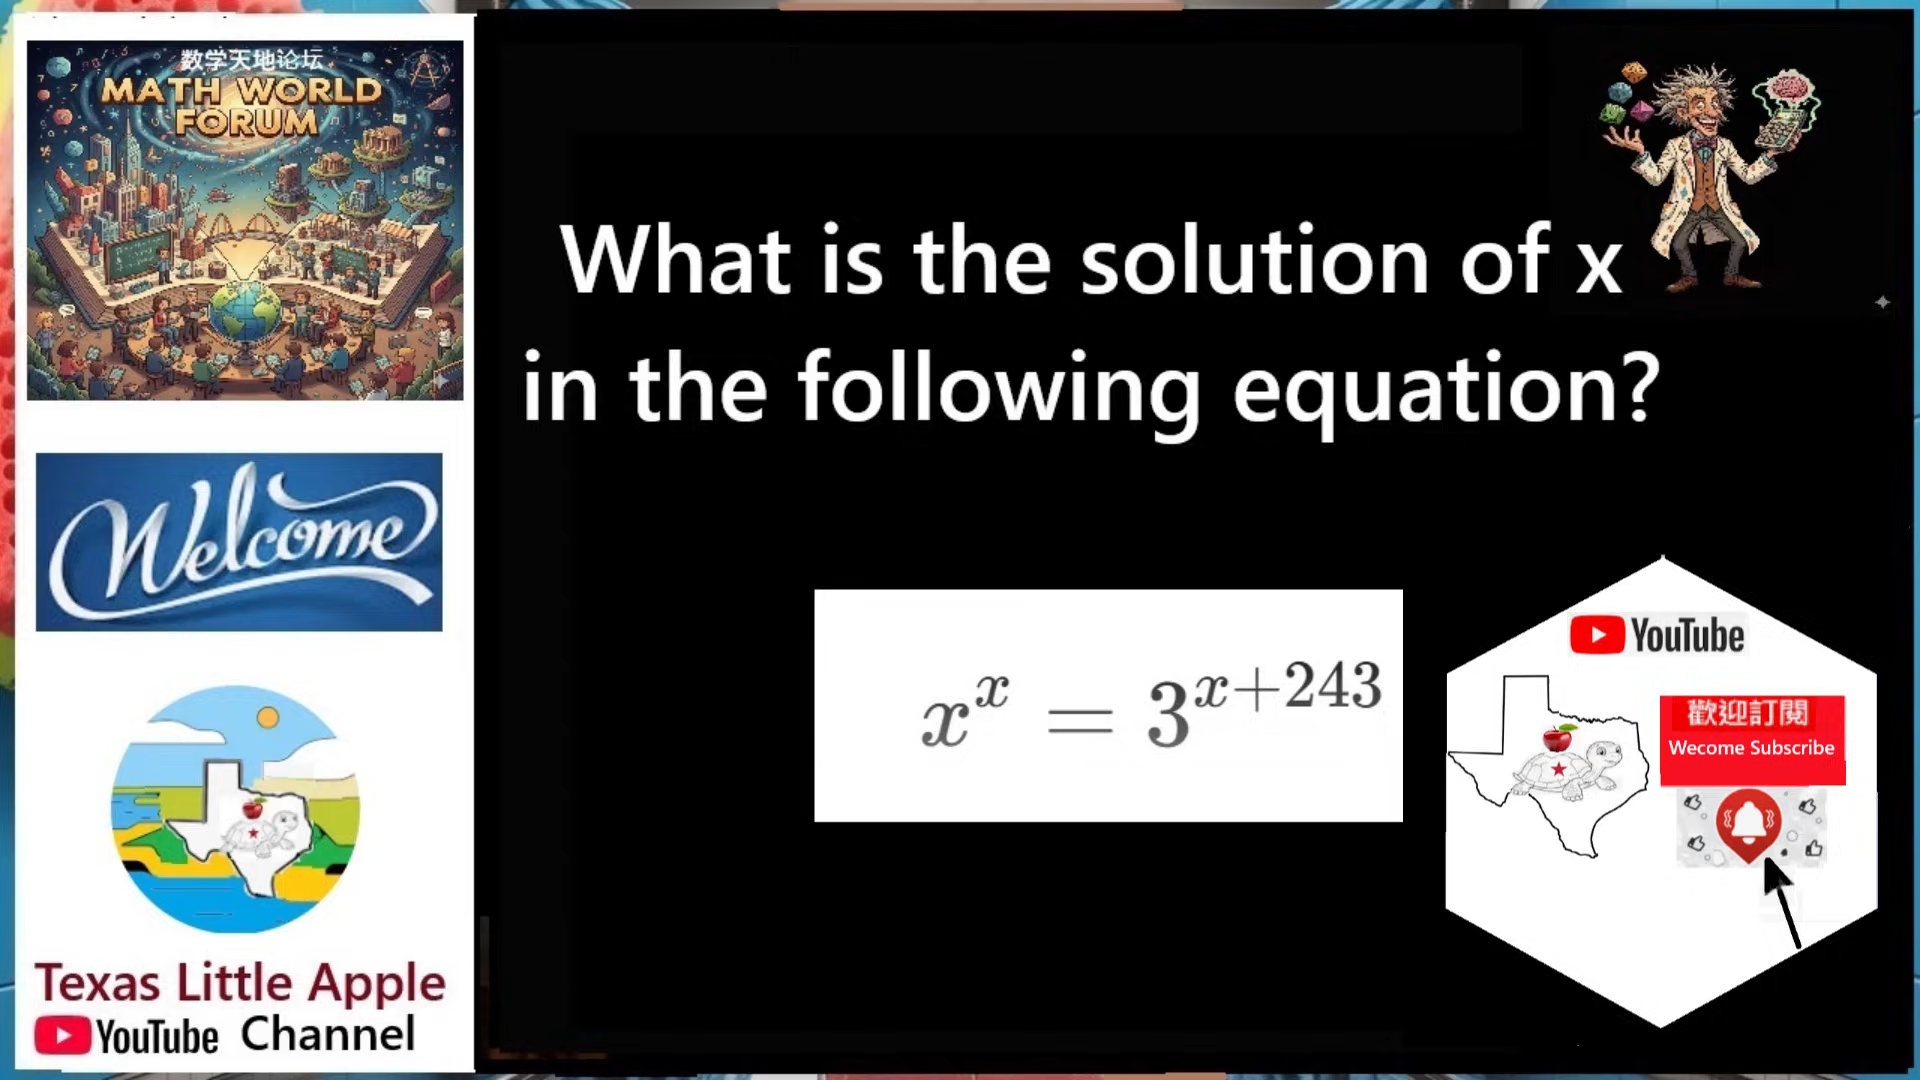 数学天地论坛
MATH WORLD
FORUM
What is the solution of x
in the following equation?
Welcome
x^x = 3^{x+243}
YouTube
歡迎訂閱
Wecome Subscribe
Texas Little Apple
YouTube Channel